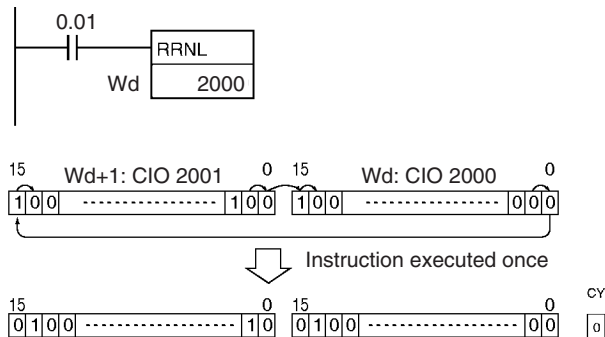 0.01
RRNL
Wd 2000
15 Wd+1: CIO 2001 0 15 Wd: CIO 2000 0
1 0 0 1 0 0 1 0 0 0 0 0
Instruction executed once
15 0 15 0 CY
0 1 0 0 1 0 0 1 0 0 0 0 0